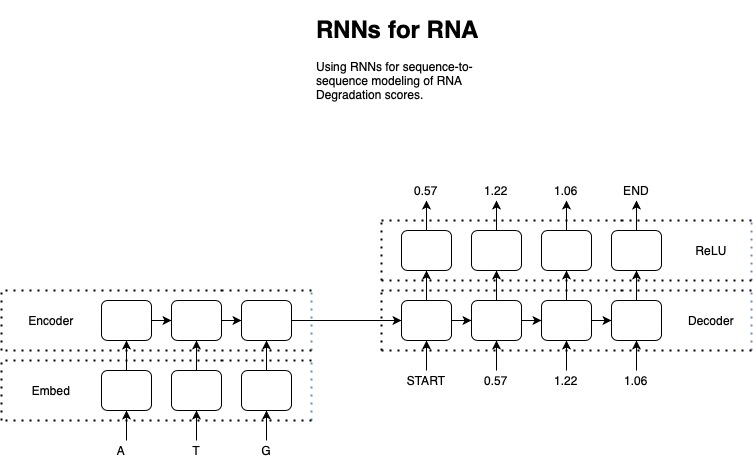 RNNs for RNA
Using RNNs for sequence-to-
sequence modeling of RNA
Degradation scores.
0.57 1.22 1.06 END
ReLU
Encoder
Decoder
START 0.57 1.22 1.06
Embed
A T G